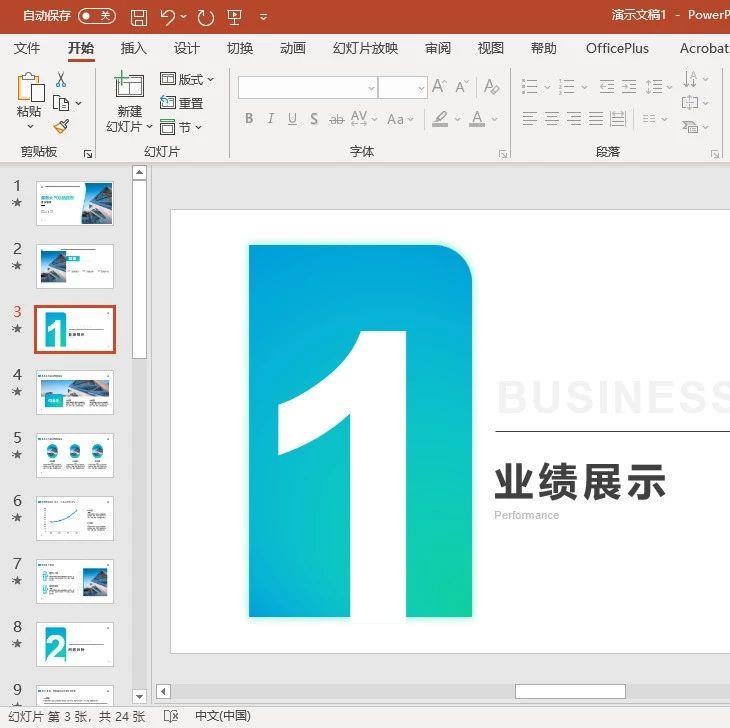 自动保存 关 演示文稿1 - PowerP
文件 开始 插入 设计 切换 动画 幻灯片放映 审阅 视图 帮助 OfficePlus Acrobat
粘贴
剪贴板
新建
幻灯片
版式
重置
节
幻灯片
B I U S ab AV Aa A
字体
段落
1
2
3
4
5
6
7
8
9
1
BUSINESS
业绩展示
Performance
幻灯片 第 3 张，共 24 张 中文(中国)